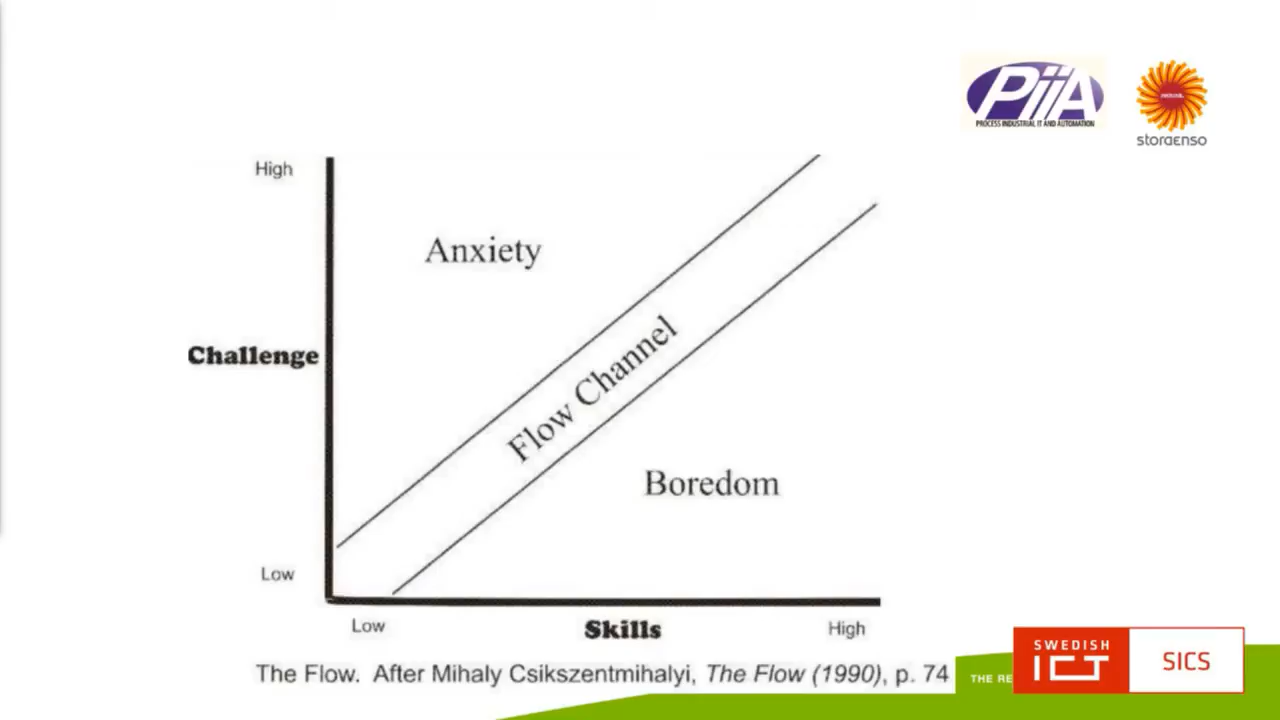 PiiA
PROCESS INDUSTRIAL IT AND AUTOMATION
storaenso
High
Anxiety
Challenge
Flow Channel
Boredom
Low
Low
Skills
High
The Flow. After Mihaly Csikszentmihalyi, The Flow (1990), p. 74
THE RE
SWEDISH
ICT
SICS